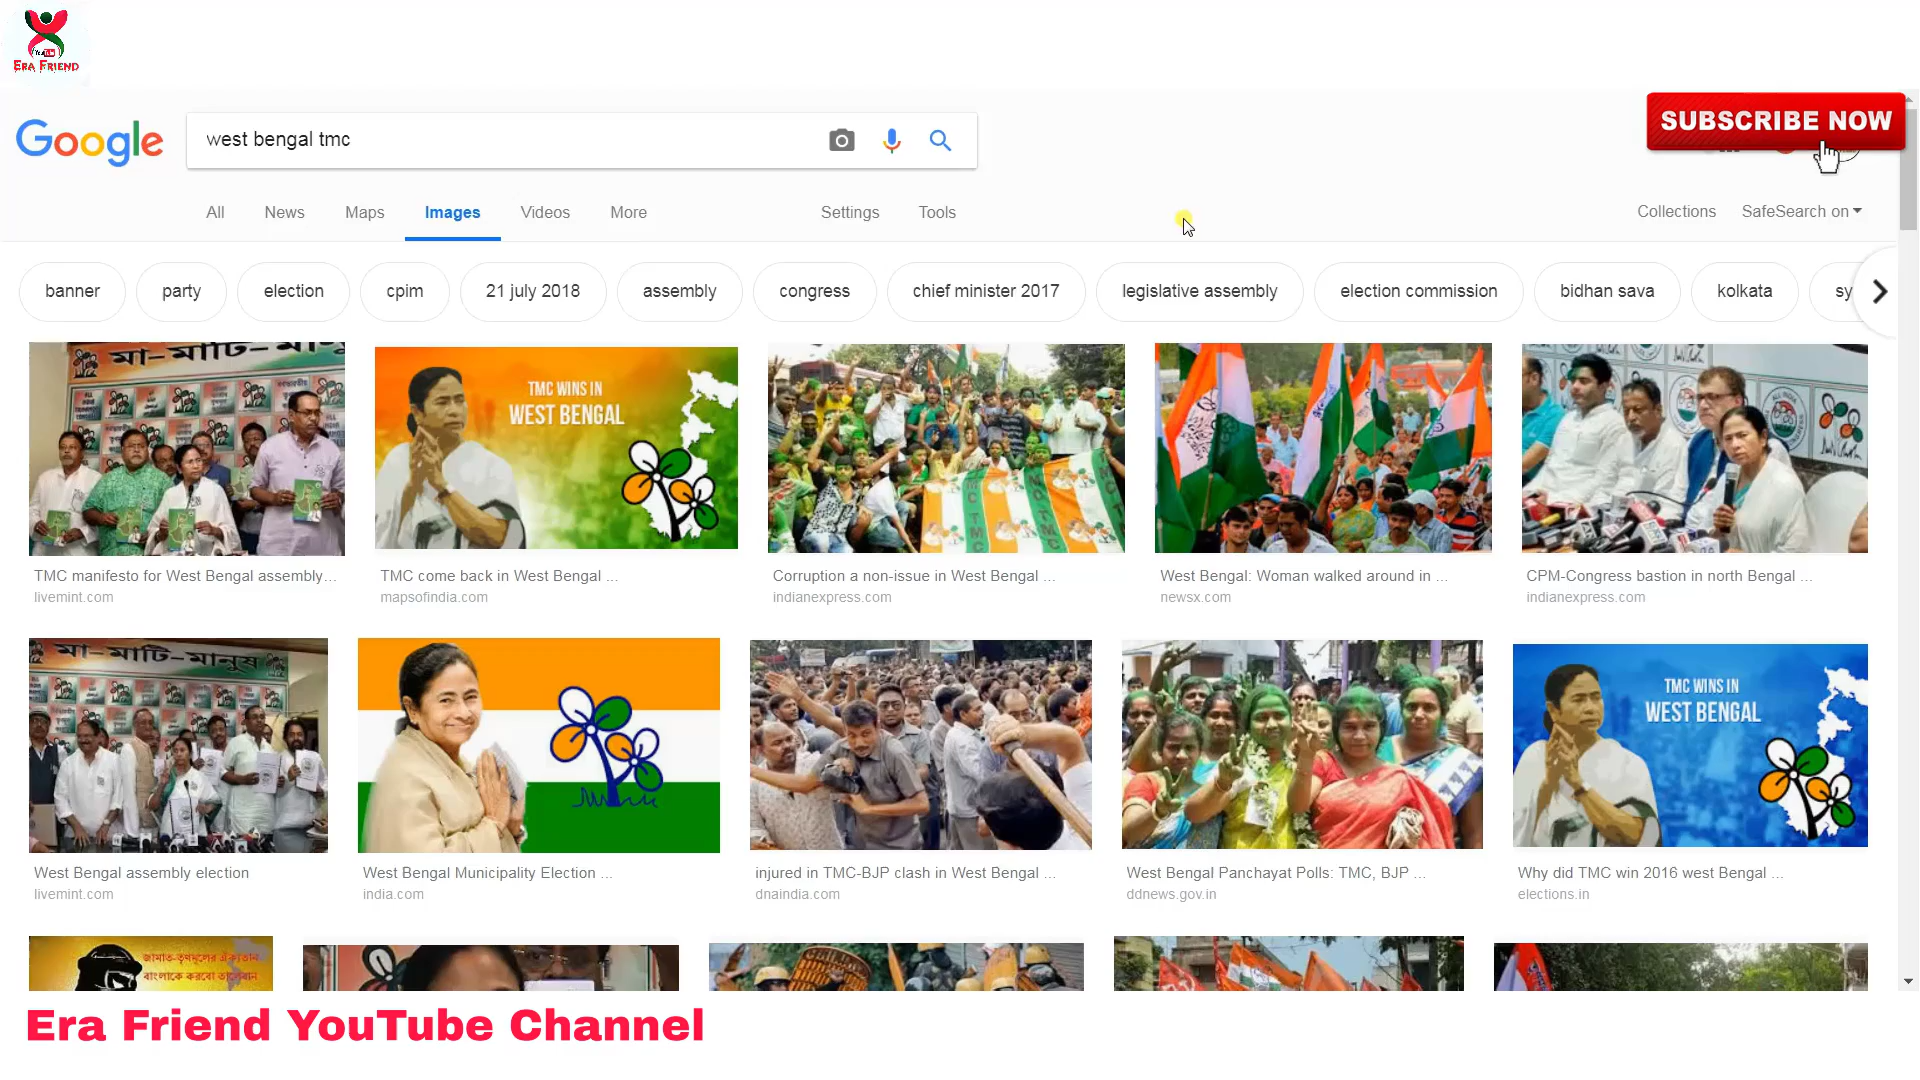 YouTube
ERA FRIEND
SUBSCRIBE NOW
Google
west bengal tmc
All News Maps Images Videos More Settings Tools
Collections SafeSearch on
banner party election cpim 21 july 2018 assembly congress chief minister 2017 legislative assembly election commission bidhan sava kolkata sy
মা-মাটি-মানুষ
TMC WINS IN
WEST BENGAL
TMC manifesto for West Bengal assembly...
livemint.com
TMC come back in West Bengal ...
mapsofindia.com
Corruption a non-issue in West Bengal ...
indianexpress.com
West Bengal: Woman walked around in ...
newsx.com
CPM-Congress bastion in north Bengal ...
indianexpress.com
মা-মাটি-মানুষ
TMC WINS IN
WEST BENGAL
West Bengal assembly election
livemint.com
West Bengal Municipality Election ...
india.com
injured in TMC-BJP clash in West Bengal ...
dnaindia.com
West Bengal Panchayat Polls: TMC, BJP ...
ddnews.gov.in
Why did TMC win 2016 west Bengal ...
elections.in
জামাত-তৃণমূলের ঐক্যতান
বাংলাকে করবো তালেবান
Era Friend YouTube Channel